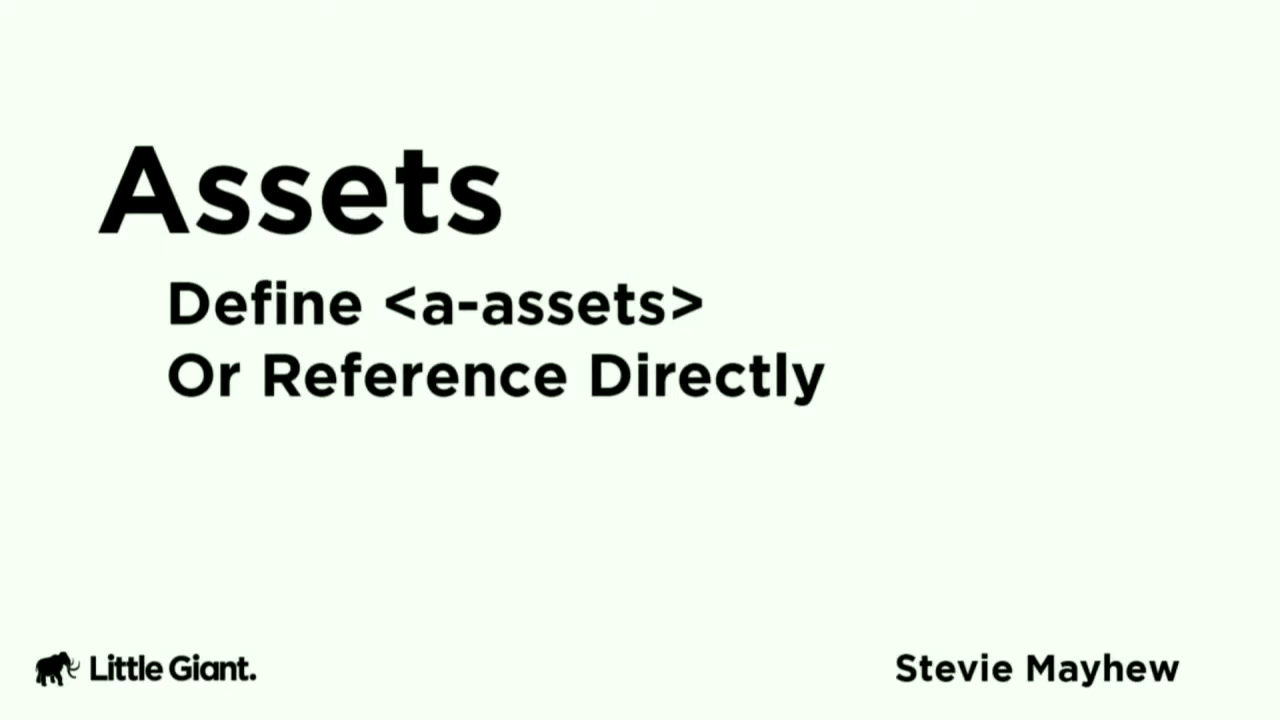 Assets
Define <a-assets>
Or Reference Directly
Little Giant.
Stevie Mayhew